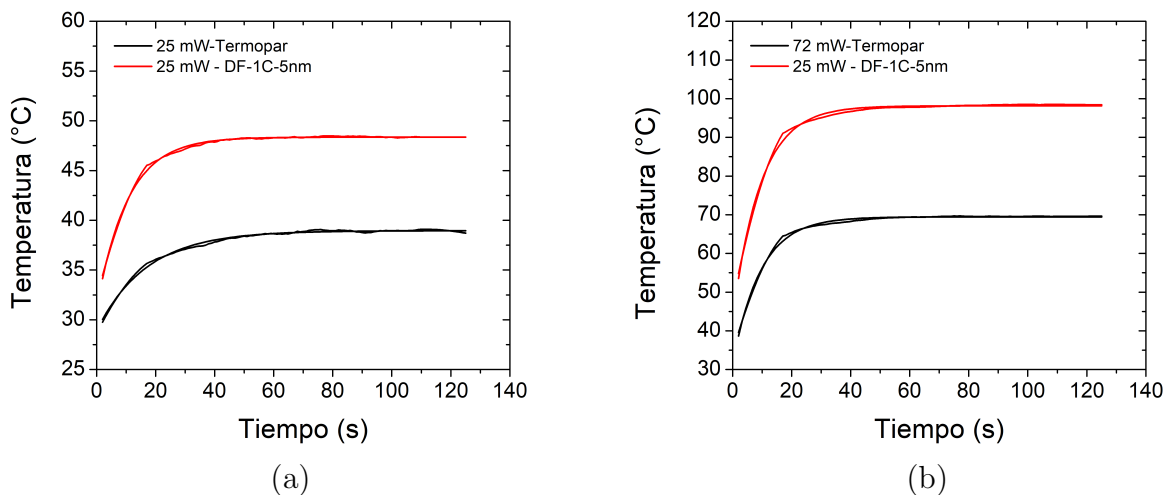 60
55
50
45
40
35
30
25
0 20 40 60 80 100 120 140
Temperatura (°C)
Tiempo (s)
25 mW-Termopar
25 mW - DF-1C-5nm
(a)
120
110
100
90
80
70
60
50
40
30
0 20 40 60 80 100 120 140
Temperatura (°C)
Tiempo (s)
72 mW-Termopar
25 mW - DF-1C-5nm
(b)